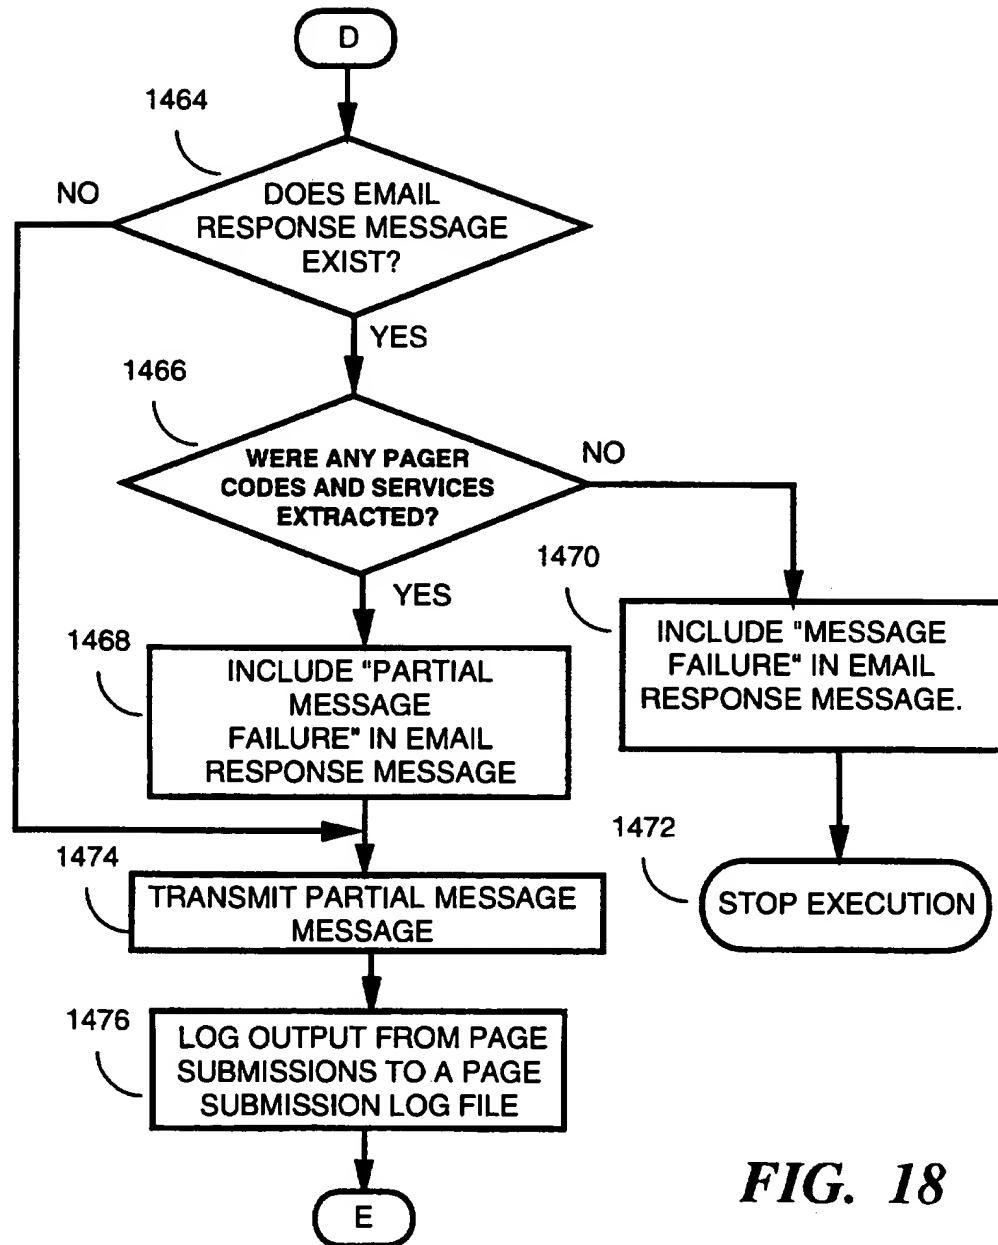 D
1464
NO
DOES EMAIL
RESPONSE MESSAGE
EXIST?
YES
1466
WERE ANY PAGER
CODES AND SERVICES
EXTRACTED?
NO
YES
1470
INCLUDE "MESSAGE
FAILURE" IN EMAIL
RESPONSE MESSAGE.
1468
INCLUDE "PARTIAL
MESSAGE
FAILURE" IN EMAIL
RESPONSE MESSAGE
1472
STOP EXECUTION
1474
TRANSMIT PARTIAL MESSAGE
MESSAGE
1476
LOG OUTPUT FROM PAGE
SUBMISSIONS TO A PAGE
SUBMISSION LOG FILE
E
FIG. 18